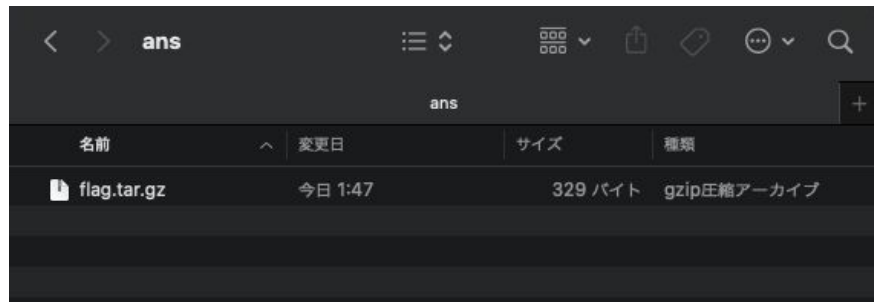 ans
ans
名前 変更日 サイズ 種類
flag.tar.gz 今日 1:47 329 バイト gzip圧縮アーカイブ